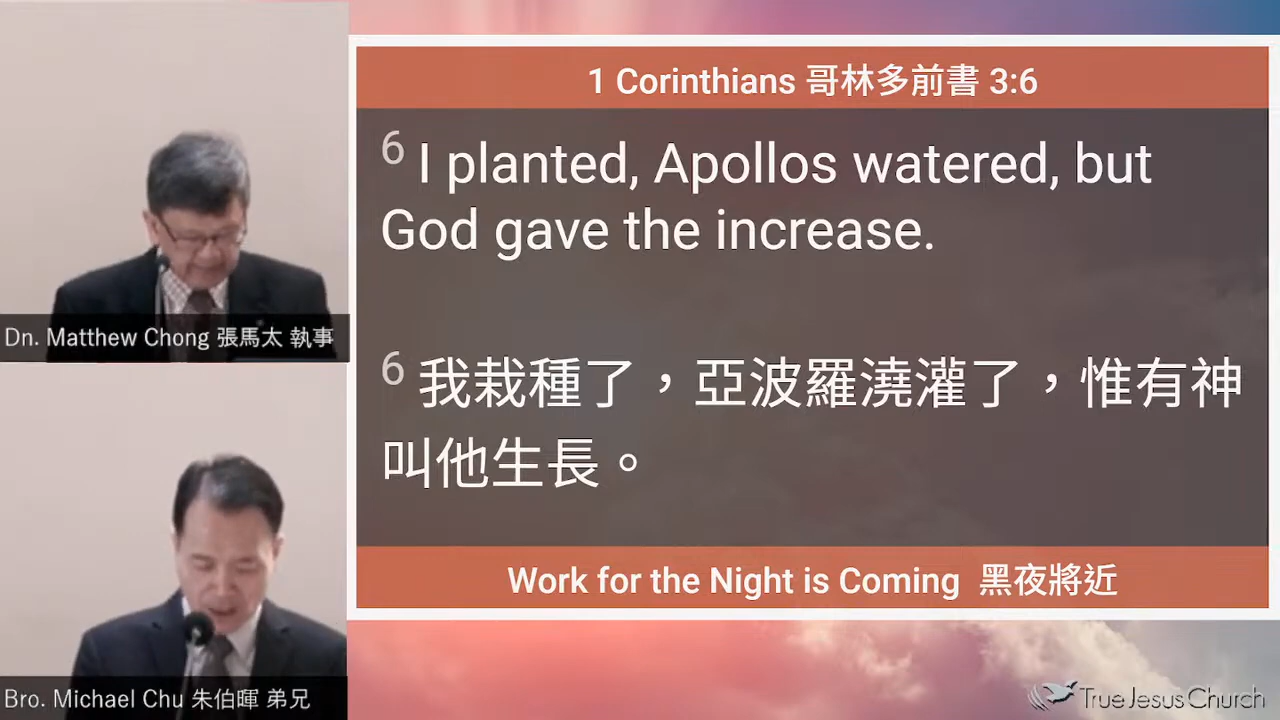 1 Corinthians 哥林多前書 3:6
6 I planted, Apollos watered, but
God gave the increase.
6 我栽種了，亞波羅澆灌了，惟有神
叫他生長。
Work for the Night is Coming 黑夜將近
Dn. Matthew Chong 張馬太 執事
Bro. Michael Chu 朱伯暉 弟兄
True Jesus Church